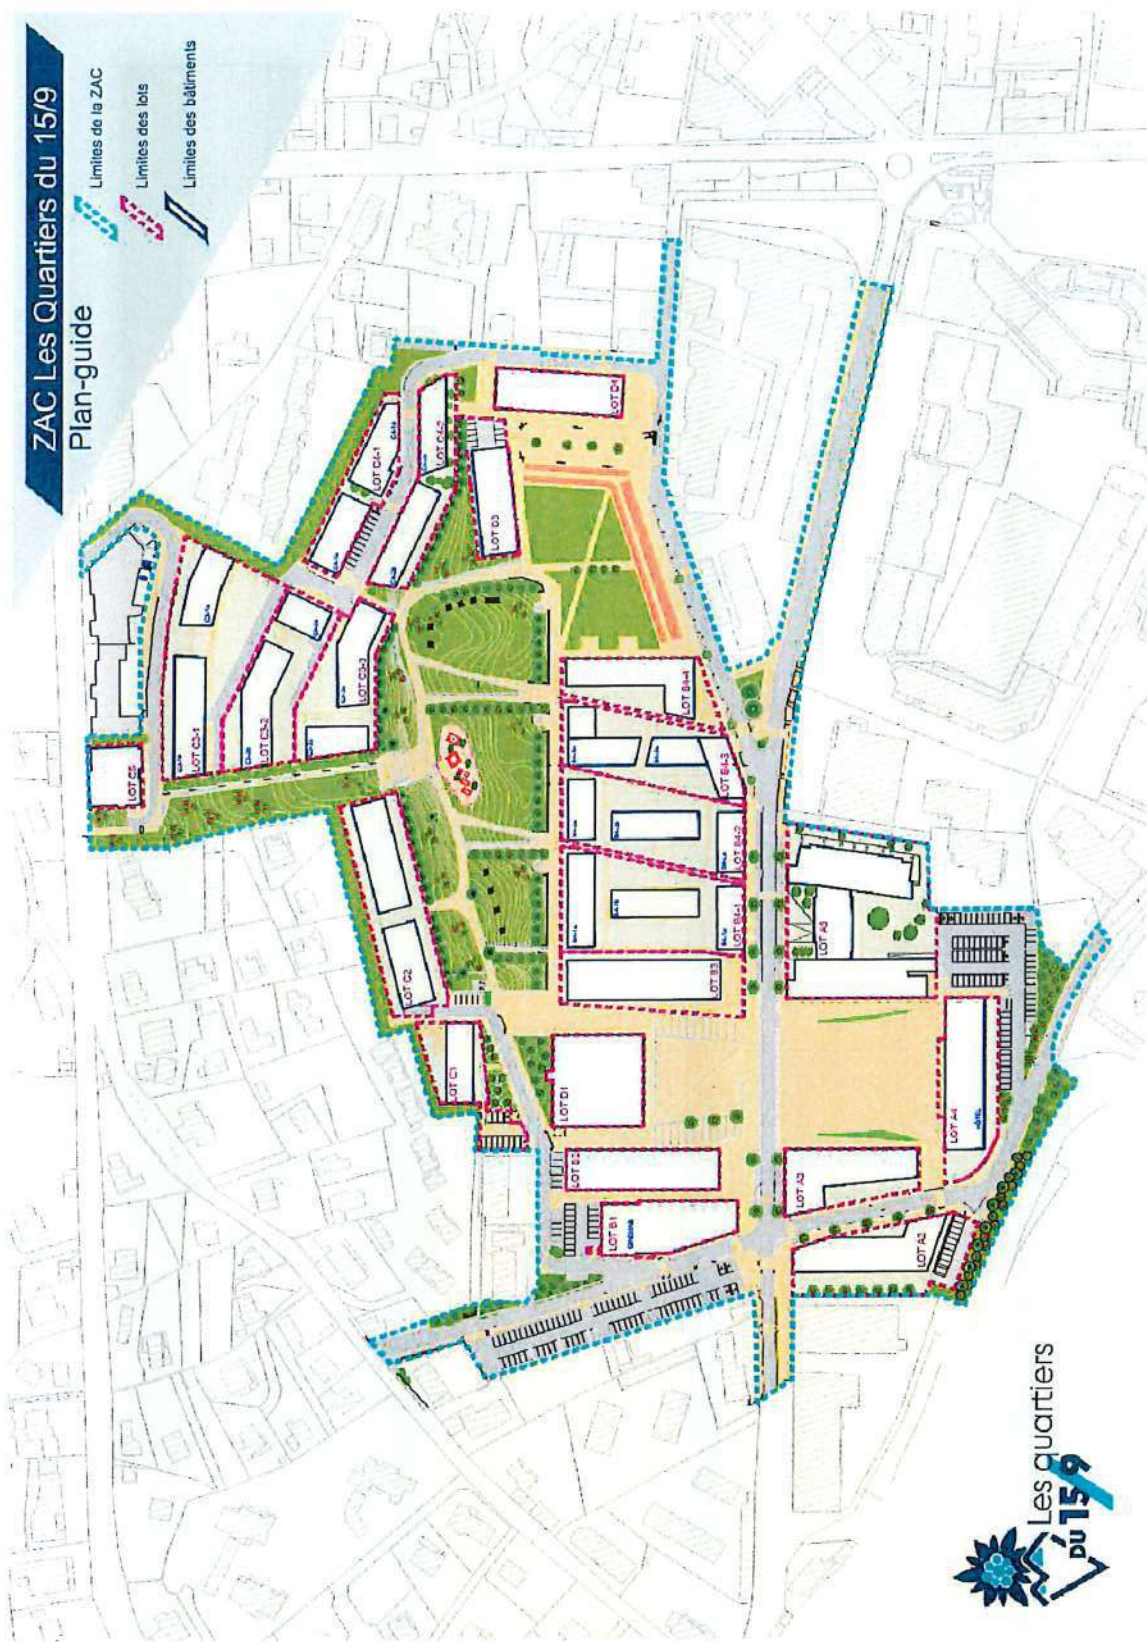 ZAC Les Quartiers du 15/9
Plan-guide
Limites de la ZAC
Limites des lots
Limites des bâtiments
LOT C5
LOT C3-1
LOT C3-2
LOT C3-3
LOT C4-1
LOT C4-2
LOT D3
LOT D4
LOT C2
LOT C1
LOT D1
LOT B2
LOT B1
LOT B3
LOT B4-1
LOT B4-2
LOT B4-3
LOT B4-4
LOT A5
LOT A4
LOT A3
LOT A2
Les quartiers
DU 15/9